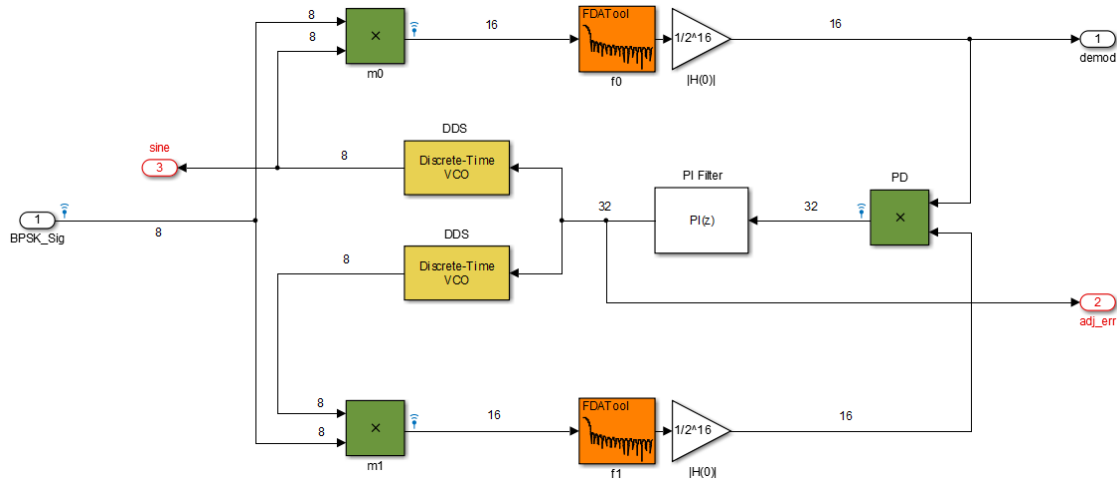 8
8
×
m0
16
FDATool
f0
1/2^16
|H(0)|
16
1
demod
sine
3
8
DDS
Discrete-Time
VCO
PI Filter
PI(z)
32
32
PD
×
1
BPSK_Sig
8
DDS
Discrete-Time
VCO
8
2
adj_err
8
8
×
m1
16
FDATool
f1
1/2^16
|H(0)|
16